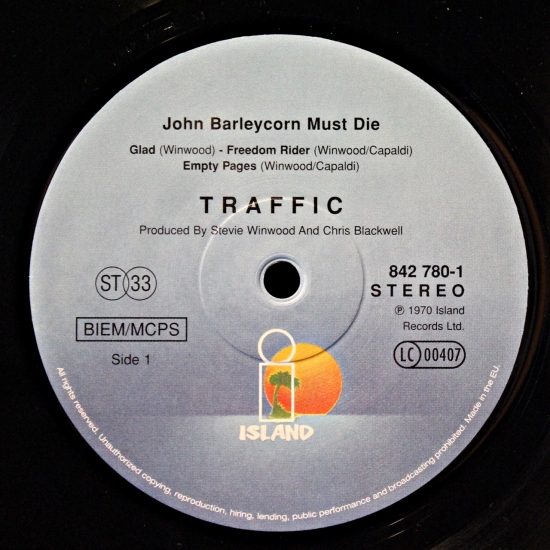 John Barleycorn Must Die
Glad (Winwood) - Freedom Rider (Winwood/Capaldi)
Empty Pages (Winwood/Capaldi)
TRAFFIC
Produced By Stevie Winwood And Chris Blackwell
ST 33
BIEM/MCPS
Side 1
842 780-1
STEREO
℗ 1970 Island
Records Ltd.
LC 00407
ISLAND
All rights reserved. Unauthorized copying, reproduction, hiring, lending, public performance and broadcasting prohibited. Made in the EU.